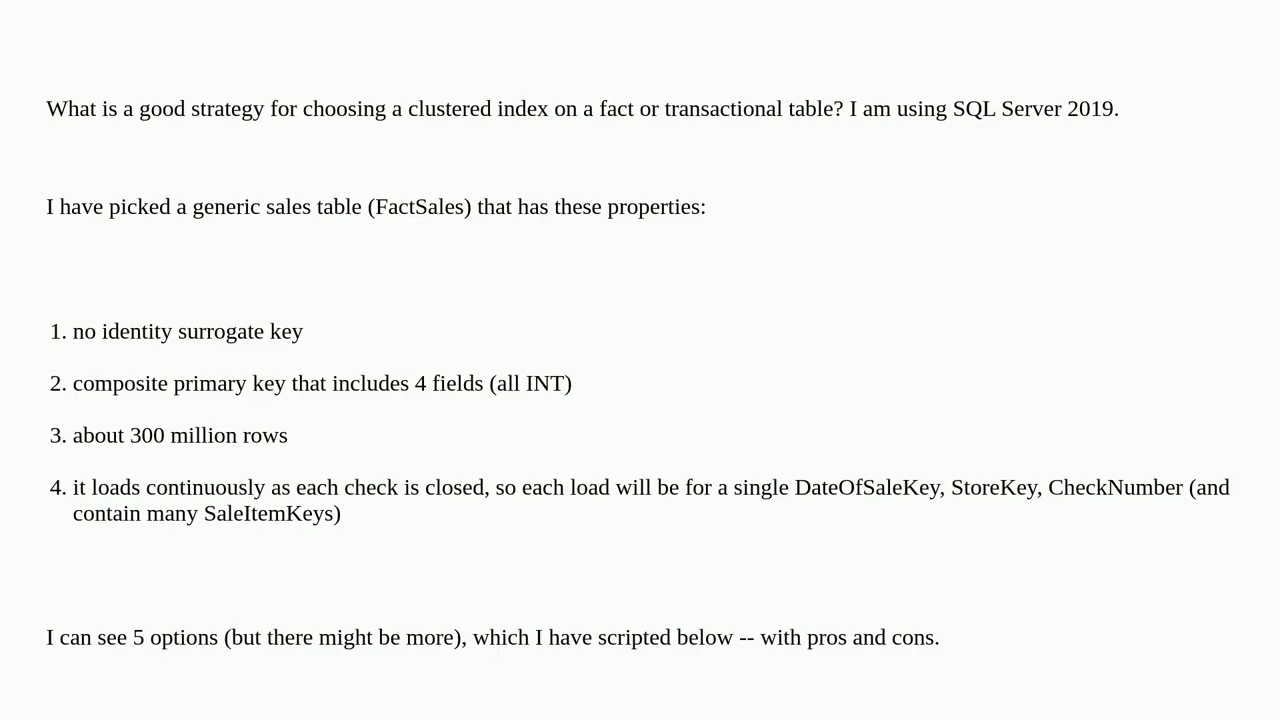 What is a good strategy for choosing a clustered index on a fact or transactional table? I am using SQL Server 2019.
I have picked a generic sales table (FactSales) that has these properties:
1. no identity surrogate key
2. composite primary key that includes 4 fields (all INT)
3. about 300 million rows
4. it loads continuously as each check is closed, so each load will be for a single DateOfSaleKey, StoreKey, CheckNumber (and
contain many SaleItemKeys)
I can see 5 options (but there might be more), which I have scripted below -- with pros and cons.